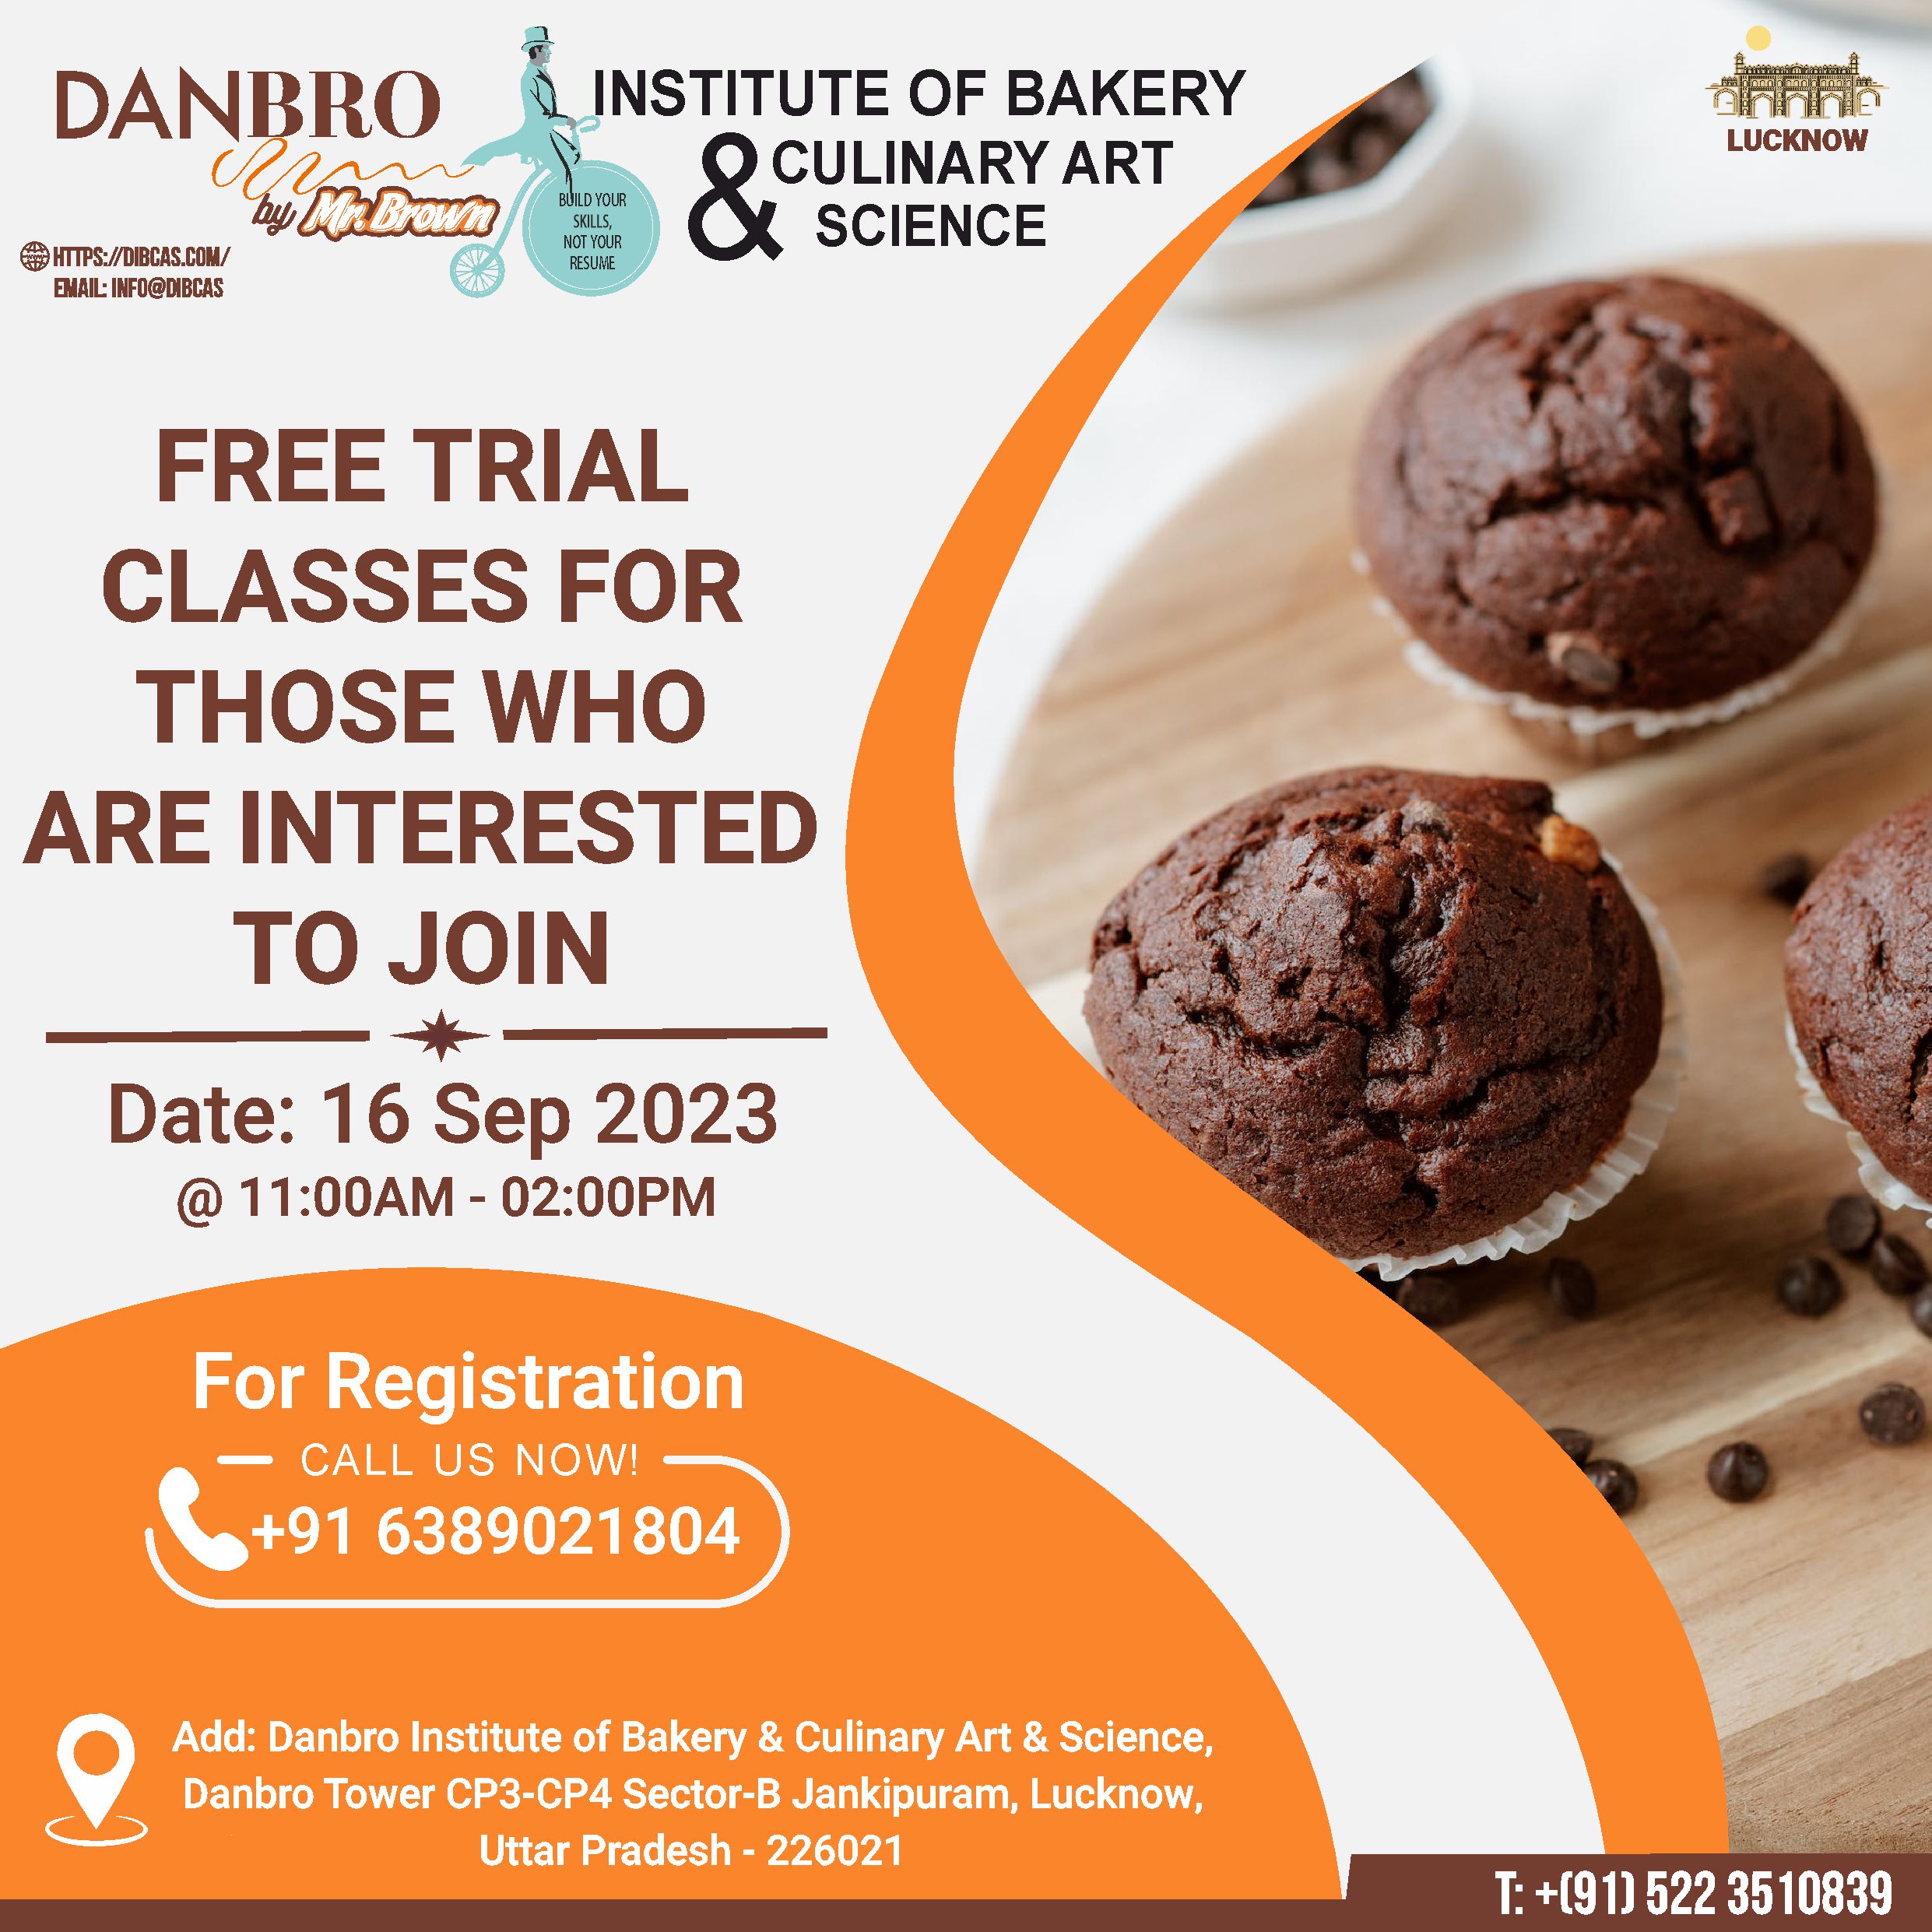 DANBRO
by Mr. Brown
HTTPS://DIBCAS.COM/
EMAIL: INFO@DIBCAS
BUILD YOUR
SKILLS,
NOT YOUR
RESUME
INSTITUTE OF BAKERY
& CULINARY ART
SCIENCE
LUCKNOW
FREE TRIAL
CLASSES FOR
THOSE WHO
ARE INTERESTED
TO JOIN
Date: 16 Sep 2023
@ 11:00AM - 02:00PM
For Registration
CALL US NOW!
+91 6389021804
Add: Danbro Institute of Bakery & Culinary Art & Science,
Danbro Tower CP3-CP4 Sector-B Jankipuram, Lucknow,
Uttar Pradesh - 226021
T: +(91) 522 3510839